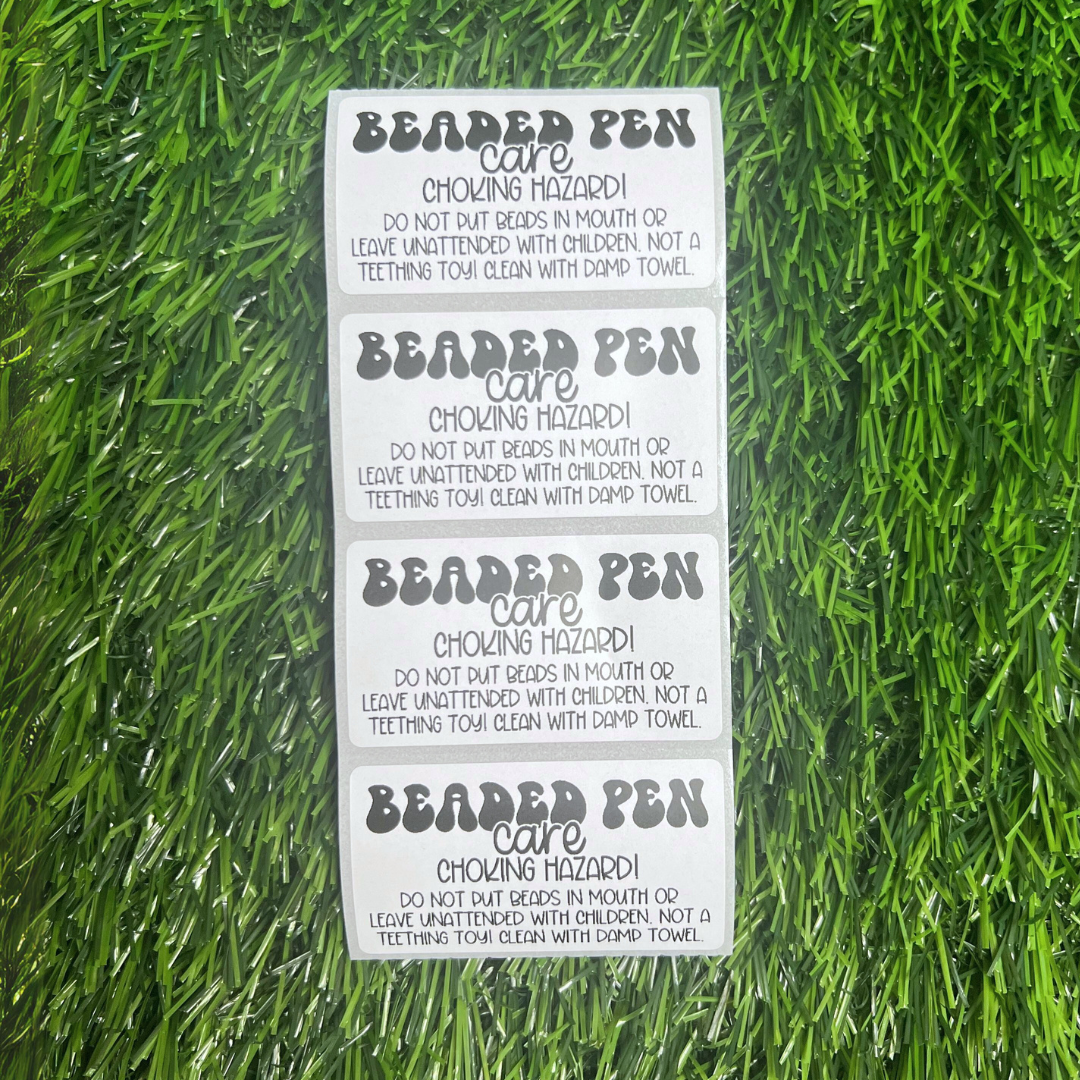 BEADED PEN
care
CHOKING HAZARD!
DO NOT PUT BEADS IN MOUTH OR
LEAVE UNATTENDED WITH CHILDREN. NOT A
TEETHING TOY! CLEAN WITH DAMP TOWEL.
BEADED PEN
care
CHOKING HAZARD!
DO NOT PUT BEADS IN MOUTH OR
LEAVE UNATTENDED WITH CHILDREN. NOT A
TEETHING TOY! CLEAN WITH DAMP TOWEL.
BEADED PEN
care
CHOKING HAZARD!
DO NOT PUT BEADS IN MOUTH OR
LEAVE UNATTENDED WITH CHILDREN. NOT A
TEETHING TOY! CLEAN WITH DAMP TOWEL.
BEADED PEN
care
CHOKING HAZARD!
DO NOT PUT BEADS IN MOUTH OR
LEAVE UNATTENDED WITH CHILDREN. NOT A
TEETHING TOY! CLEAN WITH DAMP TOWEL.